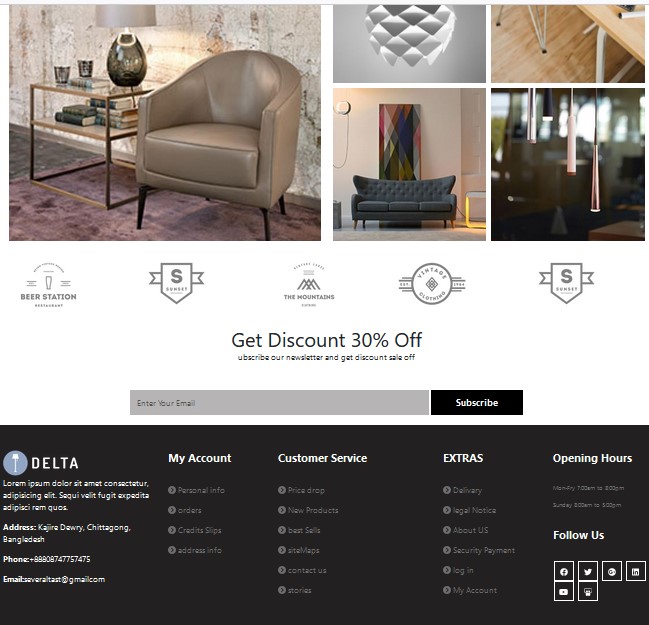 BEER STATION
RESTAURANT
S
SUNSET
THE MOUNTAINS
VINTAGE
CLOTHING
S
SUNSET
Get Discount 30% Off
ubscribe our newsletter and get discount sale off
Enter Your Email
Subscribe
DELTA
Lorem ipsum dolor sit amet consectetur,
adipisicing elit. Sequi velit fugit expedita
adipisci rem quos.
Address: Kajire Dewry, Chittagong,
Bangledesh
Phone:+88808747757475
Email:severaltast@gmailcom
My Account
Personal info
orders
Credits Slips
address info
Customer Service
Price drop
New Products
best Sells
siteMaps
contact us
stories
EXTRAS
Delivery
legal Notice
About US
Security Payment
log in
My Account
Opening Hours
Mon-Fry 7:00am to 8:00pm
Sunday 8:00am to 5:00pm
Follow Us